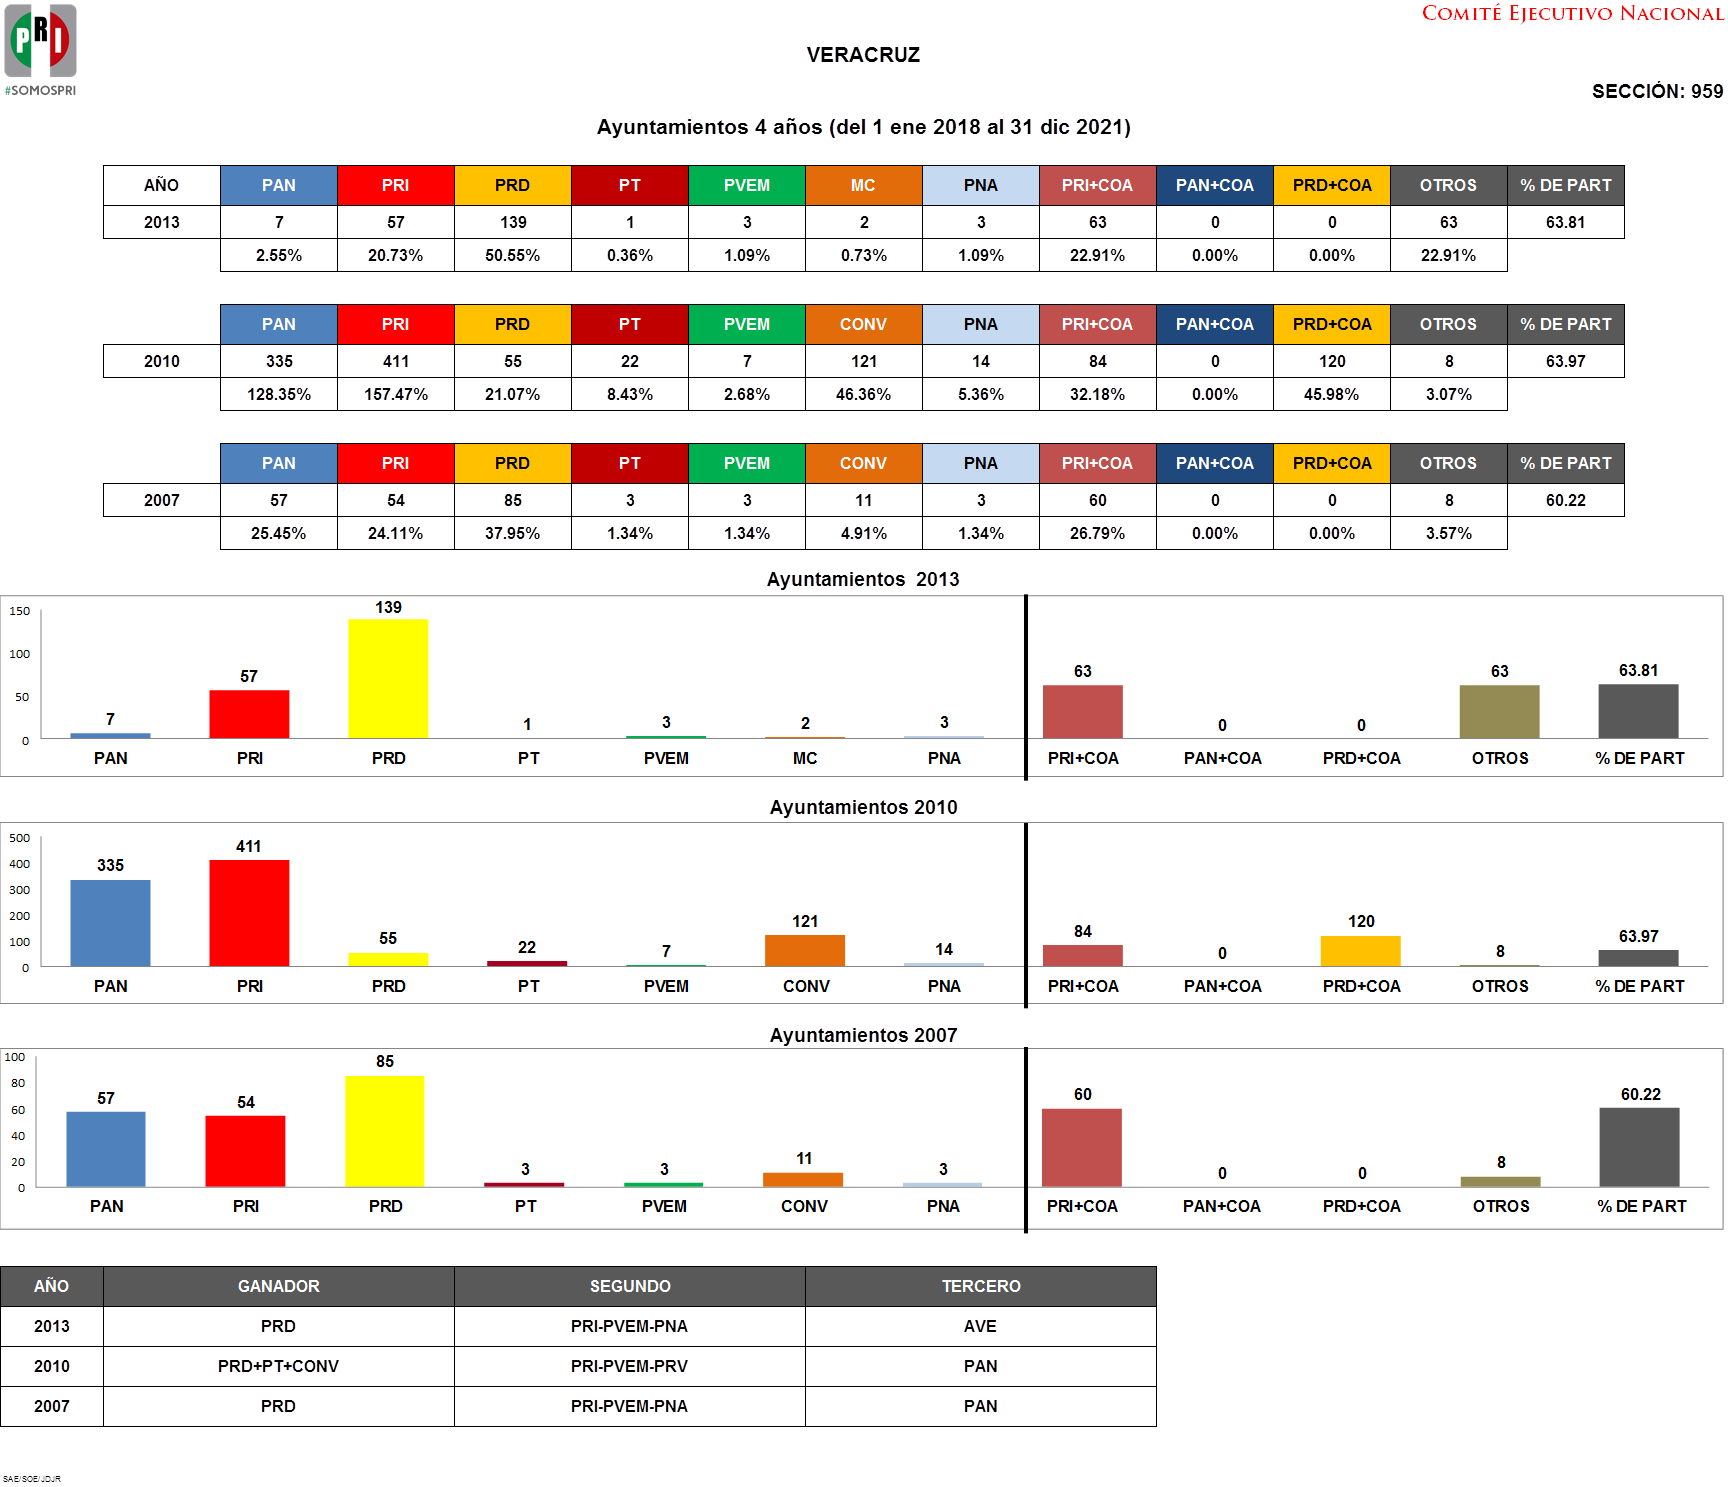 PRI
#SOMOSPRI
COMITÉ EJECUTIVO NACIONAL
VERACRUZ
SECCIÓN: 959
Ayuntamientos 4 años (del 1 ene 2018 al 31 dic 2021)
AÑO PAN PRI PRD PT PVEM MC PNA PRI+COA PAN+COA PRD+COA OTROS % DE PART
2013 7 57 139 1 3 2 3 63 0 0 63 63.81
2.55% 20.73% 50.55% 0.36% 1.09% 0.73% 1.09% 22.91% 0.00% 0.00% 22.91%
PAN PRI PRD PT PVEM CONV PNA PRI+COA PAN+COA PRD+COA OTROS % DE PART
2010 335 411 55 22 7 121 14 84 0 120 8 63.97
128.35% 157.47% 21.07% 8.43% 2.68% 46.36% 5.36% 32.18% 0.00% 45.98% 3.07%
PAN PRI PRD PT PVEM CONV PNA PRI+COA PAN+COA PRD+COA OTROS % DE PART
2007 57 54 85 3 3 11 3 60 0 0 8 60.22
25.45% 24.11% 37.95% 1.34% 1.34% 4.91% 1.34% 26.79% 0.00% 0.00% 3.57%
Ayuntamientos 2013
150
100
50
0
7 57 139 1 3 2 3 63 0 0 63 63.81
PAN PRI PRD PT PVEM MC PNA PRI+COA PAN+COA PRD+COA OTROS % DE PART
Ayuntamientos 2010
500
400
300
200
100
0
335 411 55 22 7 121 14 84 0 120 8 63.97
PAN PRI PRD PT PVEM CONV PNA PRI+COA PAN+COA PRD+COA OTROS % DE PART
Ayuntamientos 2007
100
80
60
40
20
0
57 54 85 3 3 11 3 60 0 0 8 60.22
PAN PRI PRD PT PVEM CONV PNA PRI+COA PAN+COA PRD+COA OTROS % DE PART
AÑO GANADOR SEGUNDO TERCERO
2013 PRD PRI-PVEM-PNA AVE
2010 PRD+PT+CONV PRI-PVEM-PRV PAN
2007 PRD PRI-PVEM-PNA PAN
SAE/SOE/JDJR